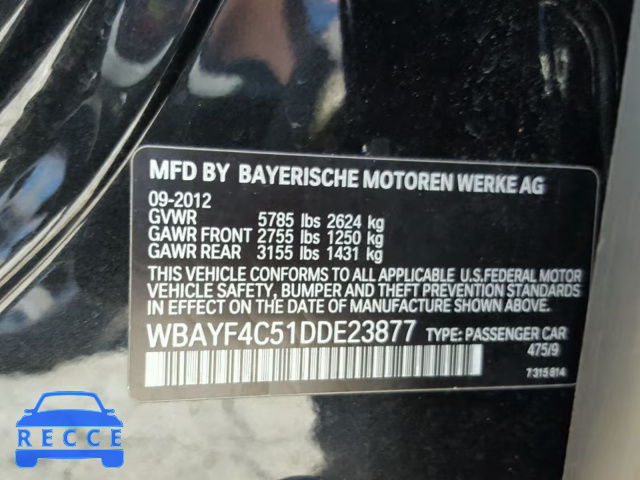 MFD BY BAYERISCHE MOTOREN WERKE AG
09-2012
GVWR 5785 lbs 2624 kg
GAWR FRONT 2755 lbs 1250 kg
GAWR REAR 3155 lbs 1431 kg
THIS VEHICLE CONFORMS TO ALL APPLICABLE U.S.FEDERAL MOTOR
VEHICLE SAFETY, BUMPER AND THEFT PREVENTION STANDARDS
IN EFFECT ON THE DATE OF MANUFACTURE SHOWN ABOVE.
WBAYF4C51DDE23877 TYPE: PASSENGER CAR
475/9
7315814
RECCE